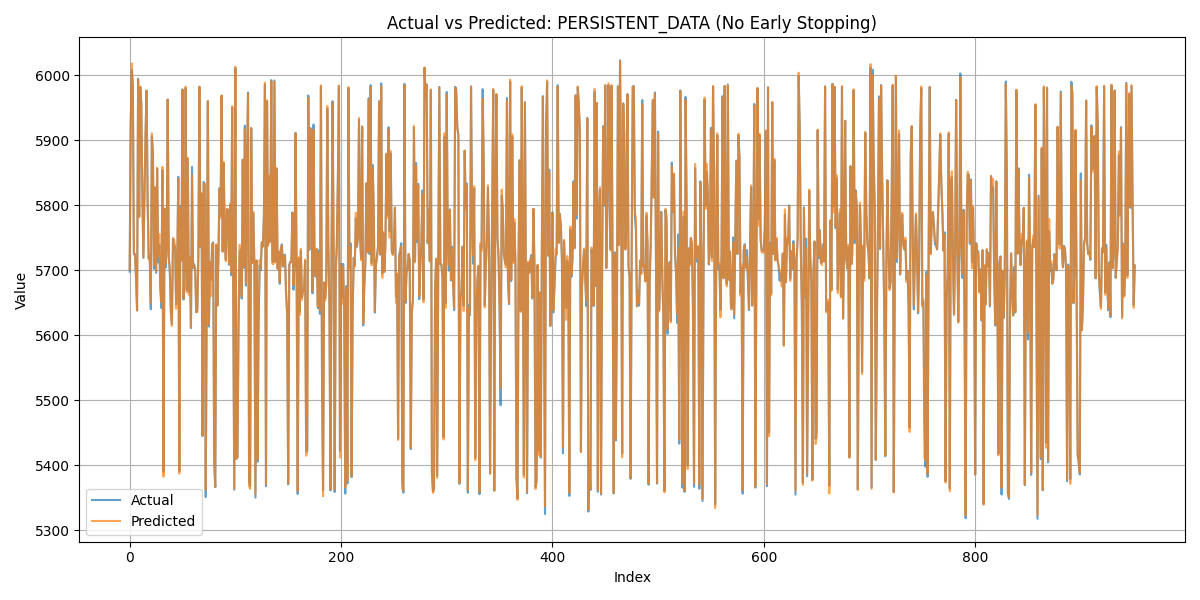 Actual vs Predicted: PERSISTENT_DATA (No Early Stopping)
Value
6000
5900
5800
5700
5600
5500
5400
5300
Actual
Predicted
0 200 400 600 800
Index